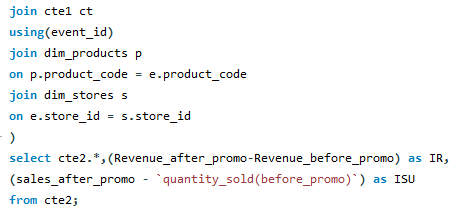 join cte1 ct
using(event_id)
join dim_products p
on p.product_code = e.product_code
join dim_stores s
on e.store_id = s.store_id
)
select cte2.*,(Revenue_after_promo-Revenue_before_promo) as IR,
(sales_after_promo - `quantity_sold(before_promo)`) as ISU
from cte2;